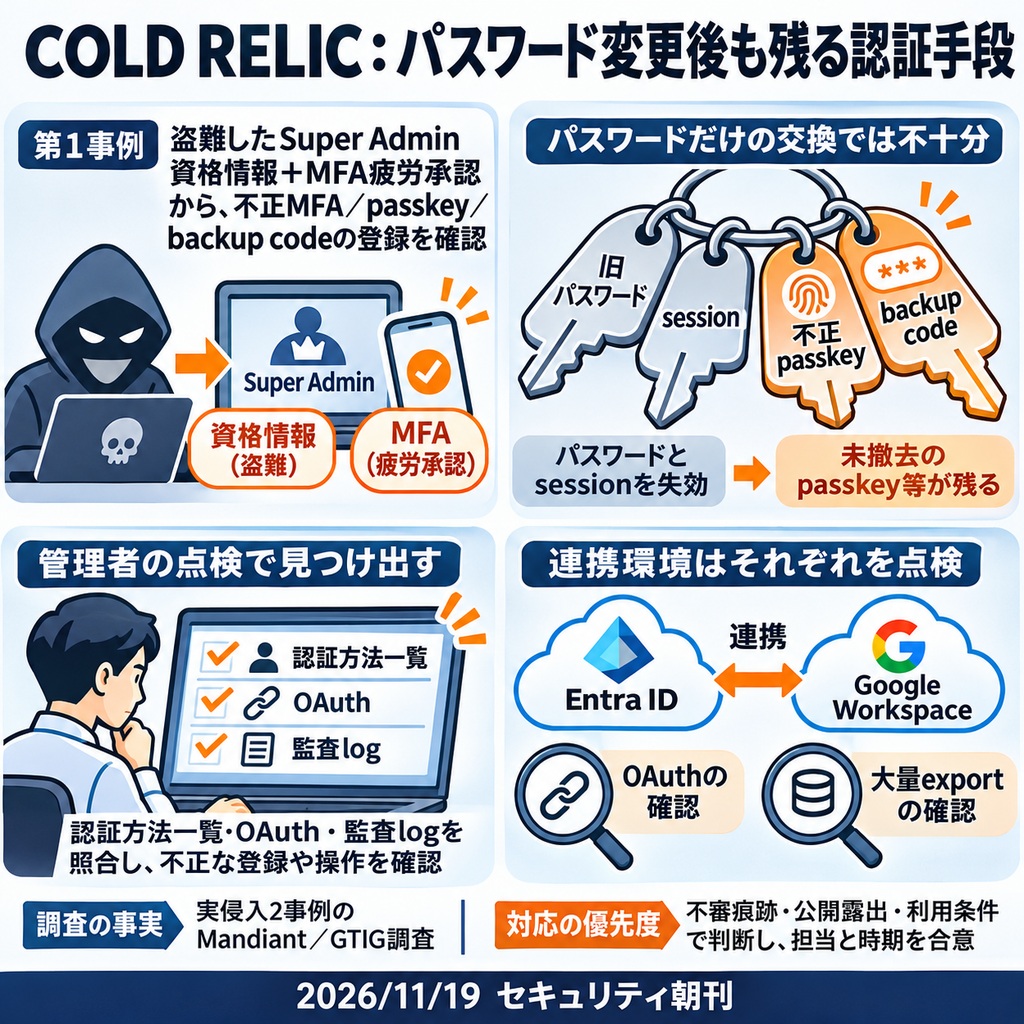 COLD RELIC：パスワード変更後も残る認証手段
第1事例
盗難したSuper Admin
資格情報＋MFA疲労承認
から、不正MFA／passkey／
backup codeの登録を確認
Super Admin
資格情報
（盗難）
MFA
（疲労承認）
パスワードだけの交換では不十分
旧
パスワード
session
不正
passkey
***
backup
code
パスワードと
sessionを失効
未撤去の
passkey等が残る
管理者の点検で見つけ出す
認証方法一覧
OAuth
監査log
認証方法一覧・OAuth・監査logを
照合し、不正な登録や操作を確認
連携環境はそれぞれを点検
Entra ID
連携
Google
Workspace
OAuthの
確認
大量export
の確認
調査の事実
実侵入2事例の
Mandiant／GTIG調査
対応の優先度
不審痕跡・公開露出・利用条件
で判断し、担当と時期を合意
2026/11/19 セキュリティ朝刊